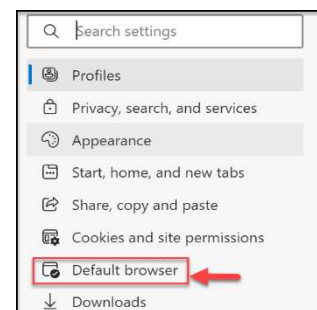 Search settings
Profiles
Privacy, search, and services
Appearance
Start, home, and new tabs
Share, copy and paste
Cookies and site permissions
Default browser
Downloads